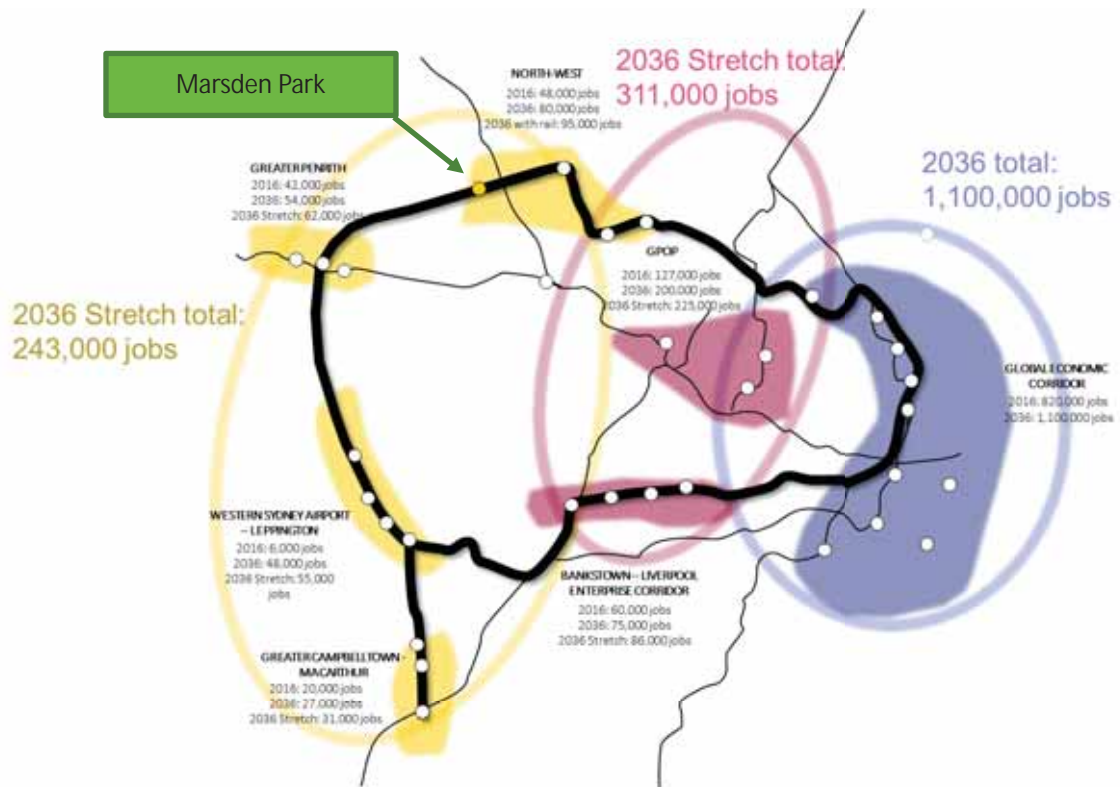 Marsden Park
NORTH-WEST
2016: 48,000 jobs
2036: 80,000 jobs
2036 with rail: 95,000 jobs
2036 Stretch total:
311,000 jobs
2036 total:
1,100,000 jobs
GREATER PENRITH
2016: 42,000 jobs
2036: 54,000 jobs
2036 Stretch: 62,000 jobs
GPOP
2016: 127,000 jobs
2036: 200,000 jobs
2036 Stretch: 225,000 jobs
2036 Stretch total:
243,000 jobs
GLOBAL ECONOMIC
CORRIDOR
2016: 820,000 jobs
2036: 1,100,000 jobs
WESTERN SYDNEY AIRPORT
– LEPPINGTON
2016: 6,000 jobs
2036: 48,000 jobs
2036 Stretch: 55,000
jobs
BANKSTOWN – LIVERPOOL
ENTERPRISE CORRIDOR
2016: 60,000 jobs
2036: 75,000 jobs
2036 Stretch: 86,000 jobs
GREATER CAMPBELLTOWN -
MACARTHUR
2016: 20,000 jobs
2036: 27,000 jobs
2036 Stretch: 31,000 jobs